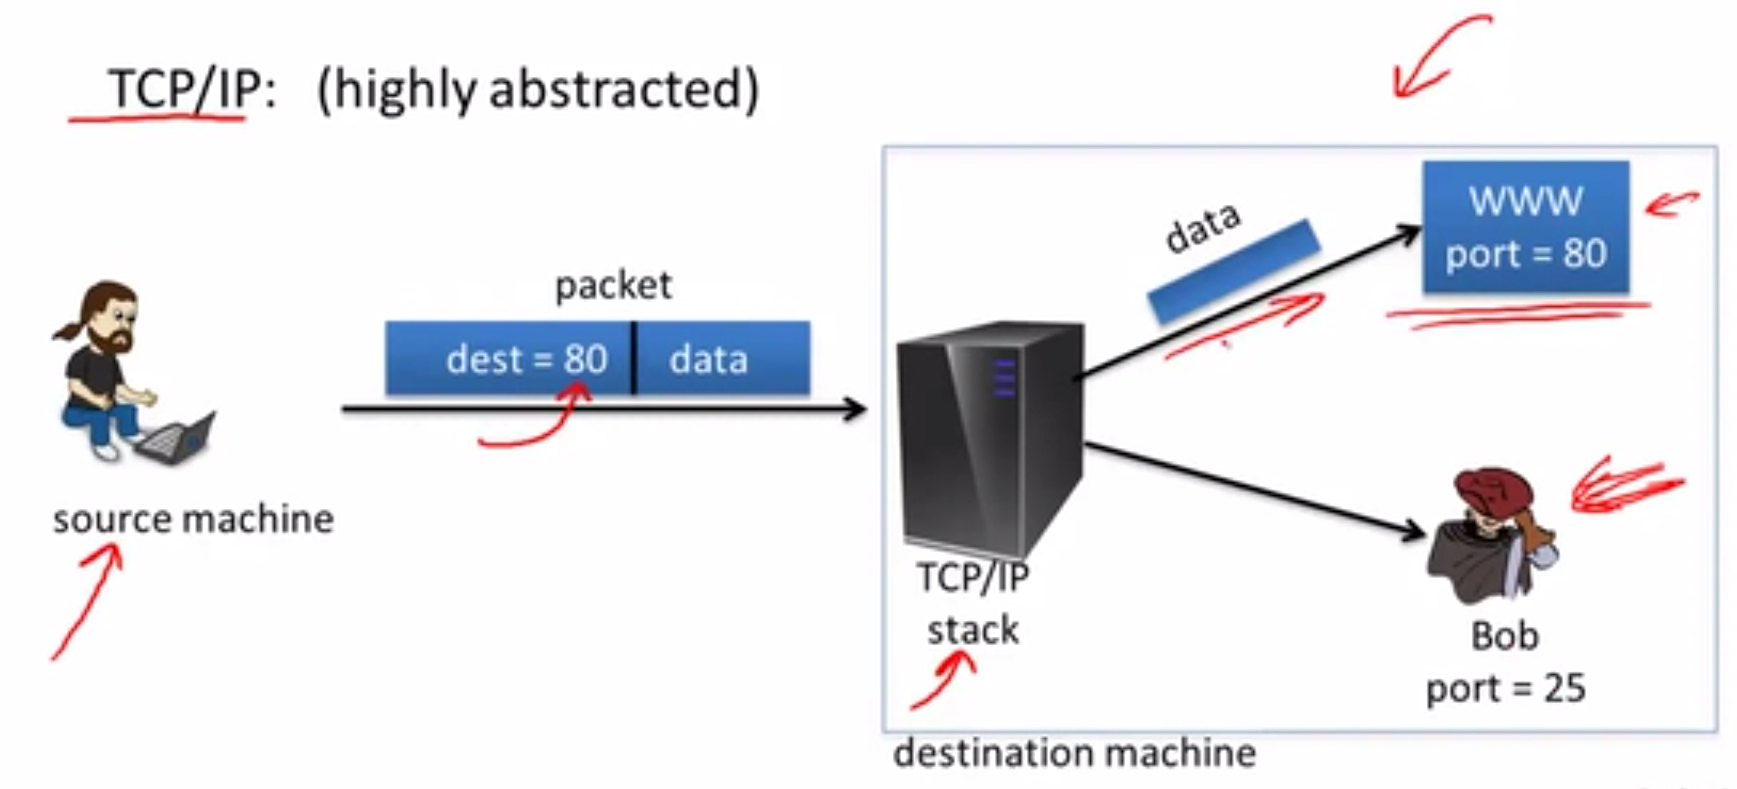 TCP/IP: (highly abstracted)
packet
dest = 80
data
source machine
data
WWW
port = 80
TCP/IP
stack
Bob
port = 25
destination machine